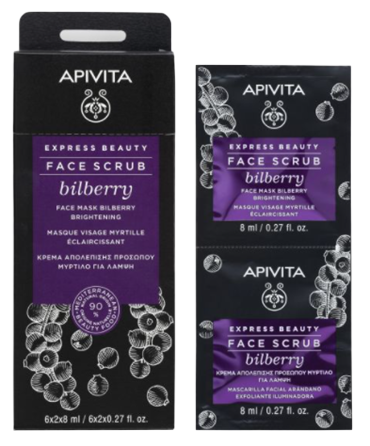 APIVITA
EXPRESS BEAUTY
FACE SCRUB
bilberry
FACE MASK BILBERRY
BRIGHTENING
MASQUE VISAGE MYRTILLE
ÉCLAIRCISSANT
ΚΡΕΜΑ ΑΠΟΛΕΠΙΣΗΣ ΠΡΟΣΩΠΟΥ
ΜΥΡΤΙΛΟ ΓΙΑ ΛΑΜΨΗ
MEDITERRANEAN
BEAUTY FOOD
90
%
6x2x8 ml / 6x2x0.27 fl. oz.
APIVITA
EXPRESS BEAUTY
FACE SCRUB
bilberry
FACE MASK BILBERRY
BRIGHTENING
MASQUE VISAGE MYRTILLE
ÉCLAIRCISSANT
8 ml / 0.27 fl. oz.
APIVITA
EXPRESS BEAUTY
FACE SCRUB
bilberry
ΚΡΕΜΑ ΑΠΟΛΕΠΙΣΗΣ ΠΡΟΣΩΠΟΥ ΜΥΡΤΙΛΟ
ΓΙΑ ΛΑΜΨΗ
MASCARILLA FACIAL ARÁNDANO
EXFOLIANTE ILUMINADORA
8 ml / 0.27 fl. oz.